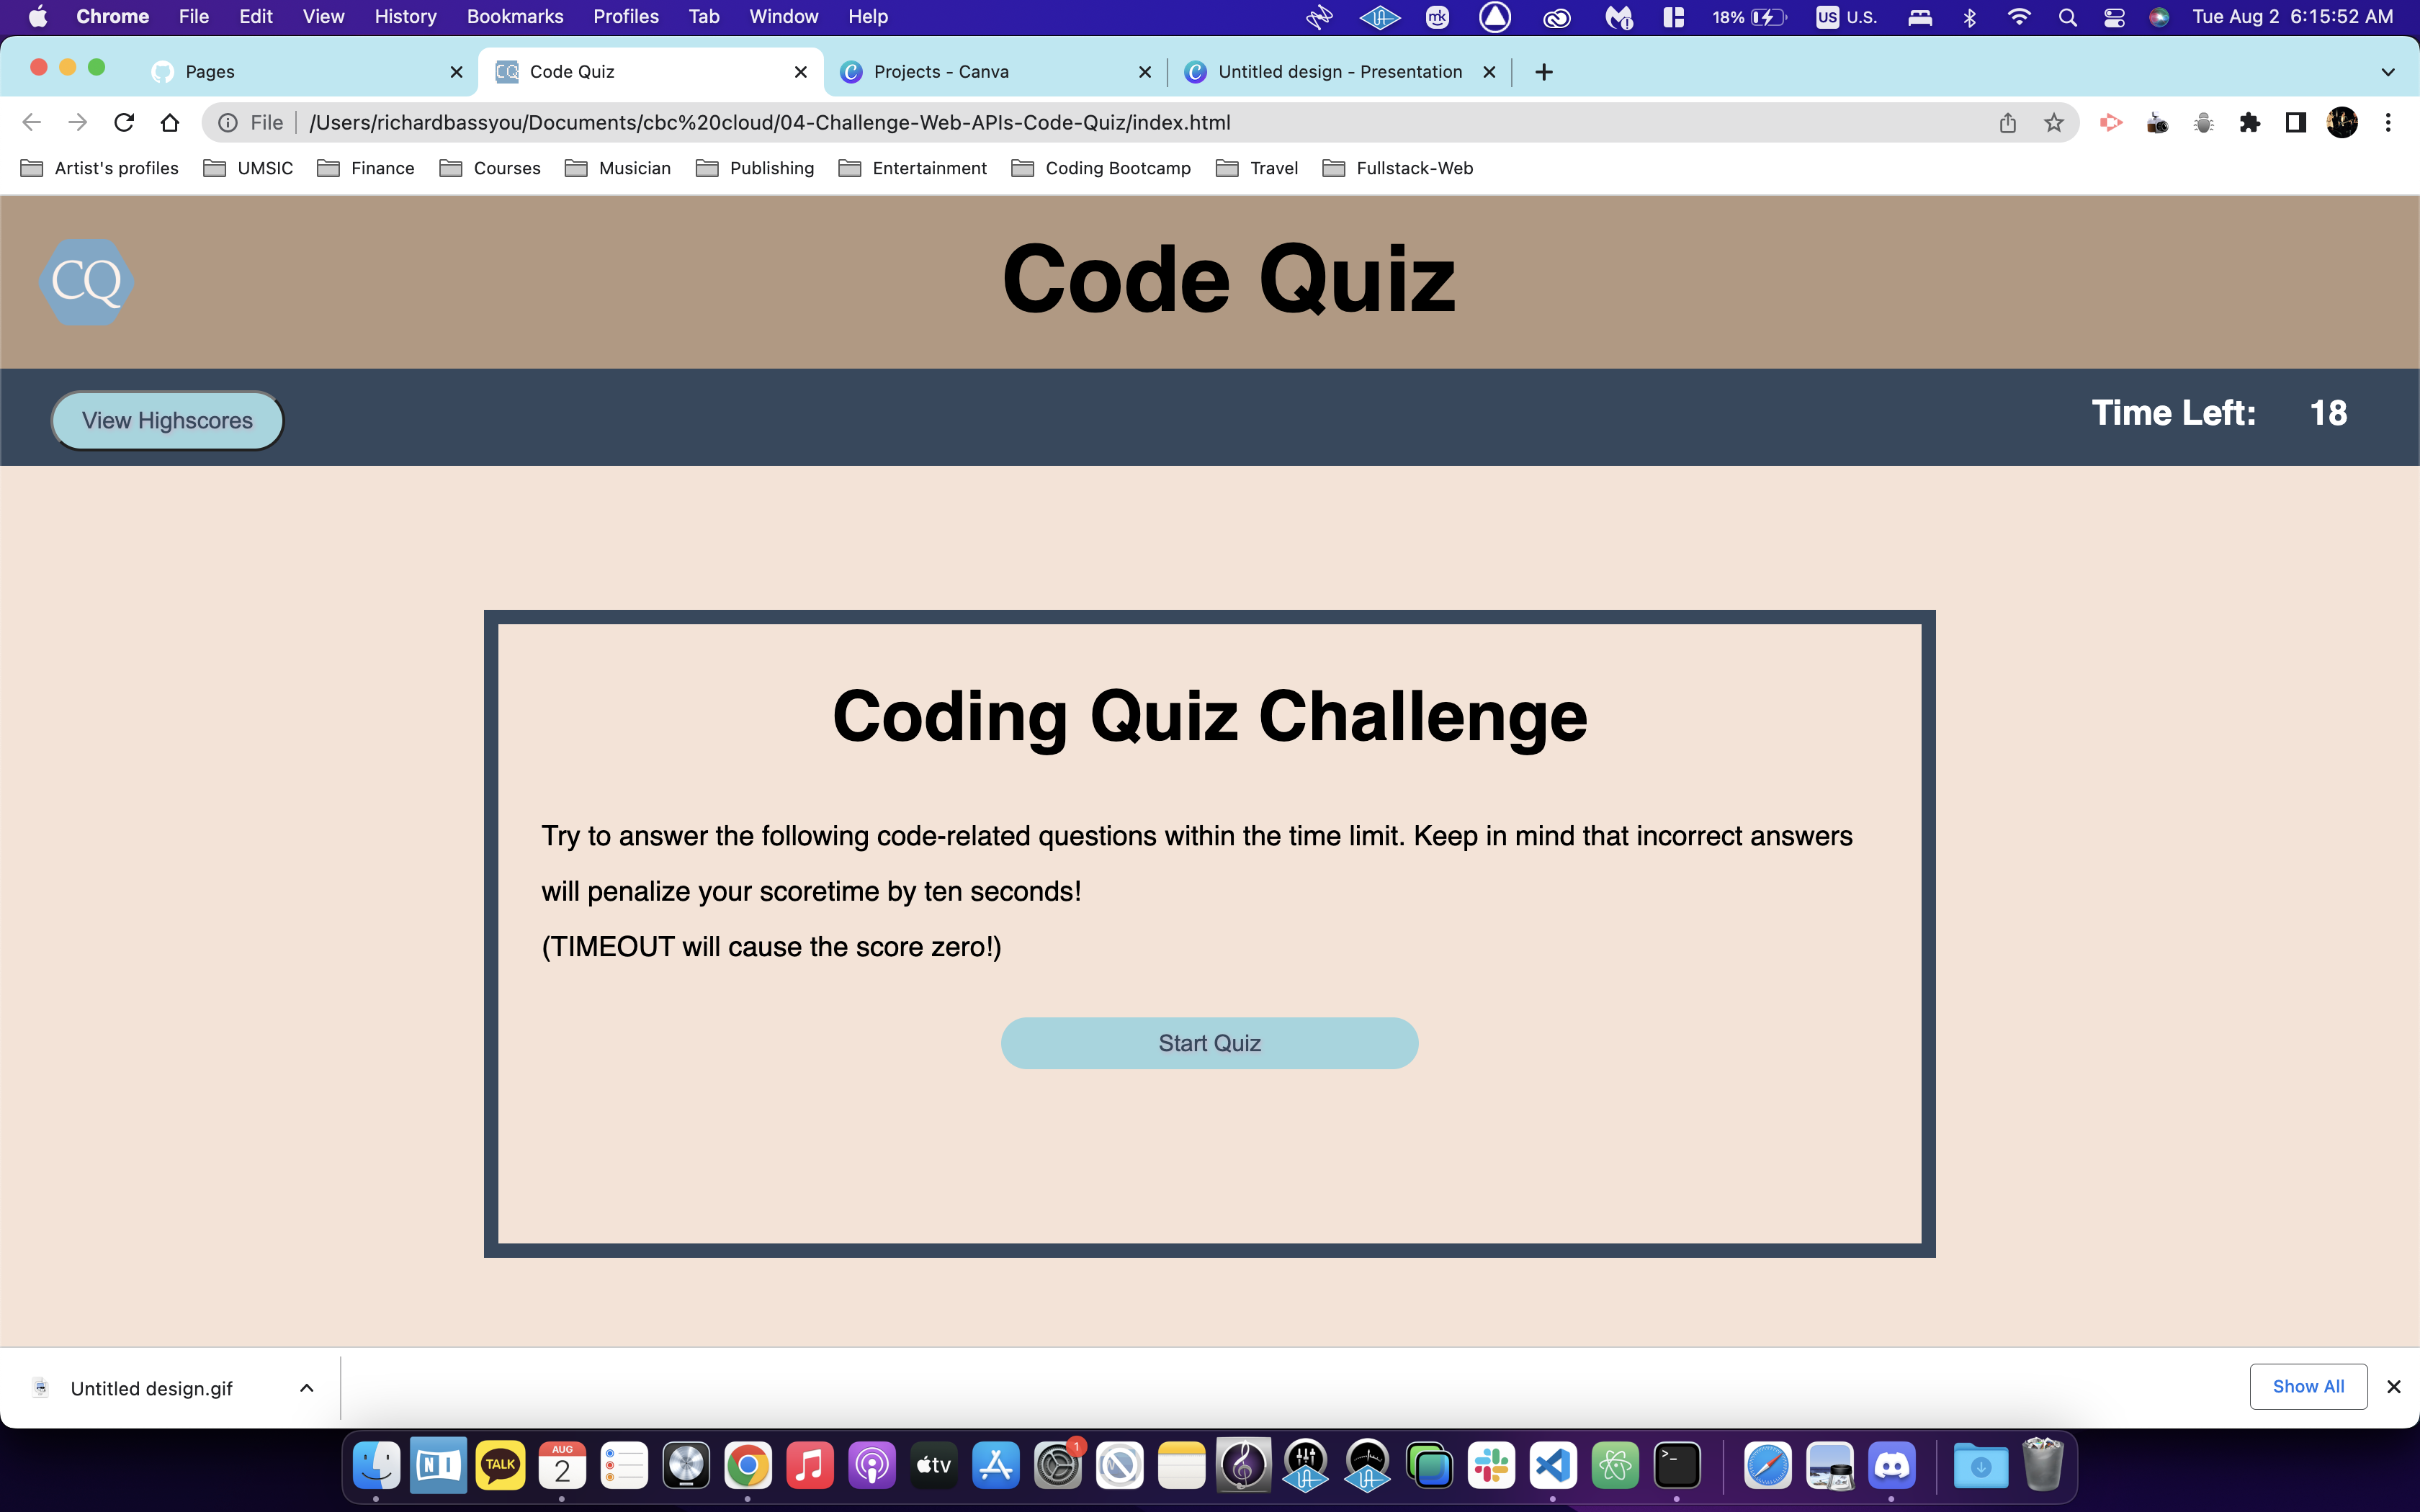 Chrome File Edit View History Bookmarks Profiles Tab Window Help mk 18% US U.S. Tue Aug 2 6:15:52 AM
Pages CQ Code Quiz Projects - Canva Untitled design - Presentation
File /Users/richardbassyou/Documents/cbc%20cloud/04-Challenge-Web-APIs-Code-Quiz/index.html
Artist's profiles UMSIC Finance Courses Musician Publishing Entertainment Coding Bootcamp Travel Fullstack-Web
CQ Code Quiz
View Highscores Time Left: 18
Coding Quiz Challenge
Try to answer the following code-related questions within the time limit. Keep in mind that incorrect answers
will penalize your scoretime by ten seconds!
(TIMEOUT will cause the score zero!)
Start Quiz
Untitled design.gif Show All
NI TALK AUG 2 tv 1 UA UA >_